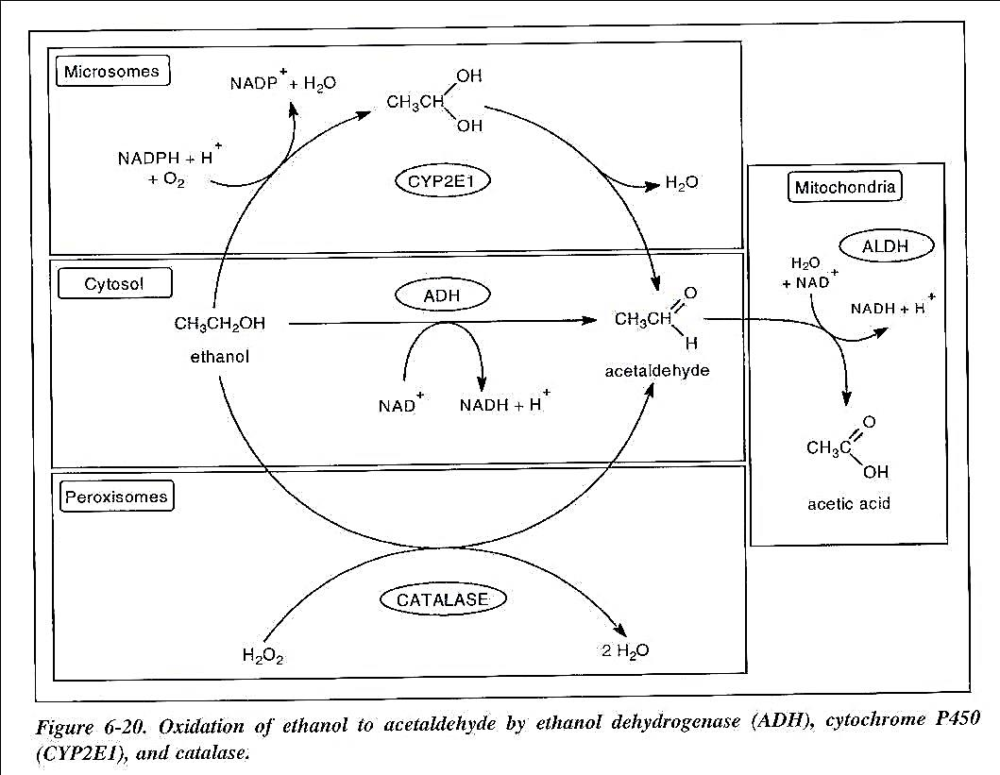 Microsomes
NADP+ + H2O
CH3CH
OH
OH
NADPH + H+
+ O2
CYP2E1
H2O
Mitochondria
ALDH
H2O
+ NAD+
NADH + H+
CH3C
O
OH
acetic acid
Cytosol
ADH
CH3CH2OH
ethanol
CH3CH
O
H
acetaldehyde
NAD+
NADH + H+
Peroxisomes
CATALASE
H2O2
2 H2O
Figure 6-20. Oxidation of ethanol to acetaldehyde by ethanol dehydrogenase (ADH), cytochrome P450
(CYP2E1), and catalase.